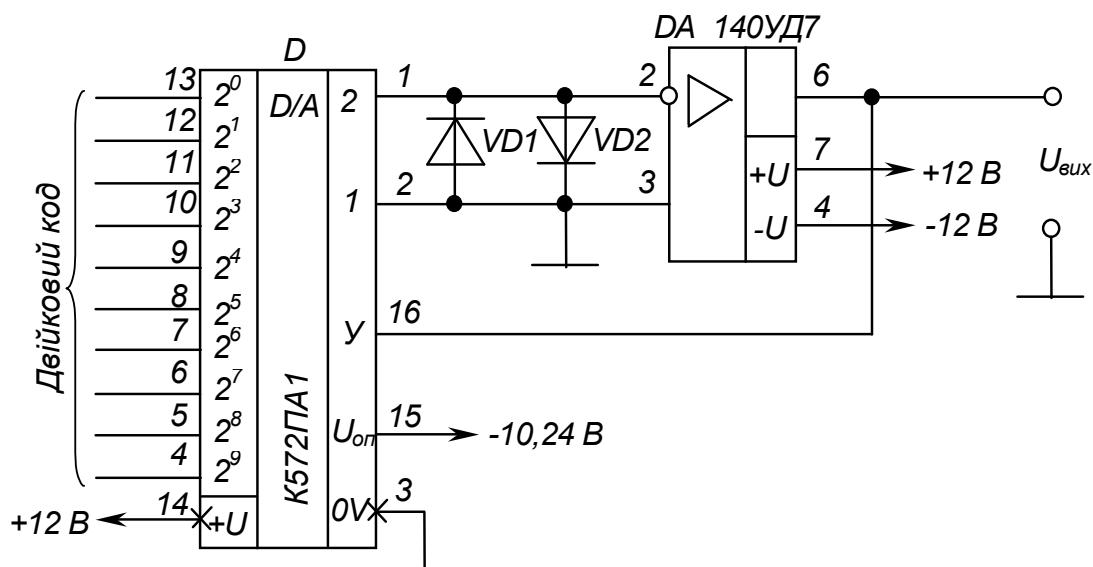 DA 140УД7
D
13
2⁰
D/A
2
1
2
6
12
2¹
VD1
VD2
11
2²
1
2
3
+U
7
+12 В
Uвих
10
2³
-U
4
-12 В
9
2⁴
8
2⁵
У
16
7
2⁶
6
2⁷
5
2⁸
Uоп
15
-10,24 В
4
2⁹
14
+U
+12 В
0V
3
Двійковий код
К572ПА1